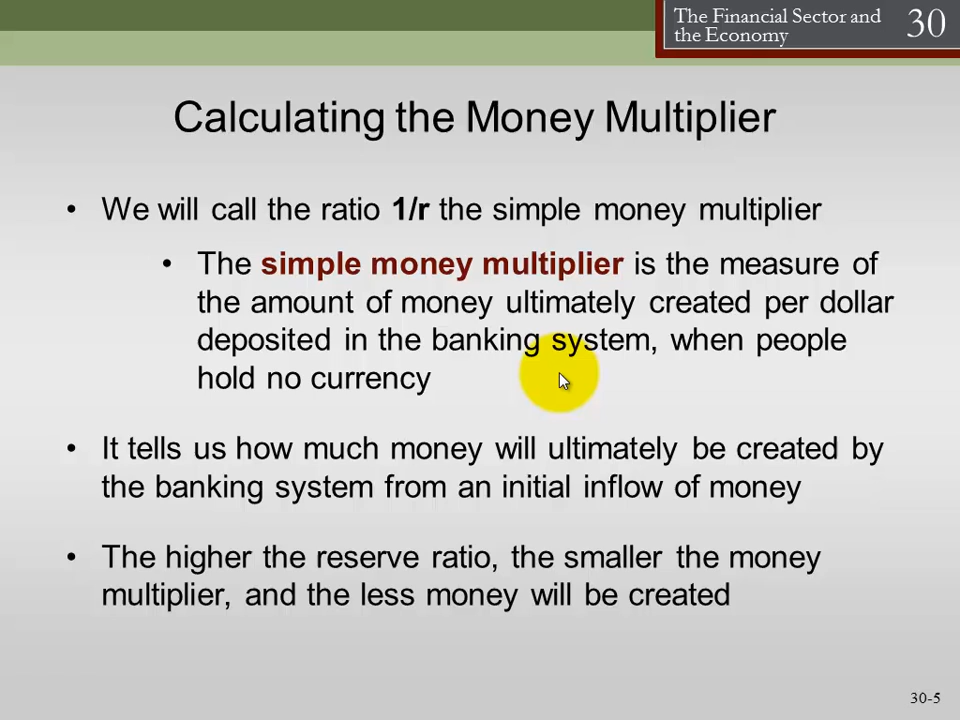 The Financial Sector and
the Economy
30
Calculating the Money Multiplier
• We will call the ratio 1/r the simple money multiplier
• The simple money multiplier is the measure of
the amount of money ultimately created per dollar
deposited in the banking system, when people
hold no currency
• It tells us how much money will ultimately be created by
the banking system from an initial inflow of money
• The higher the reserve ratio, the smaller the money
multiplier, and the less money will be created
30-5